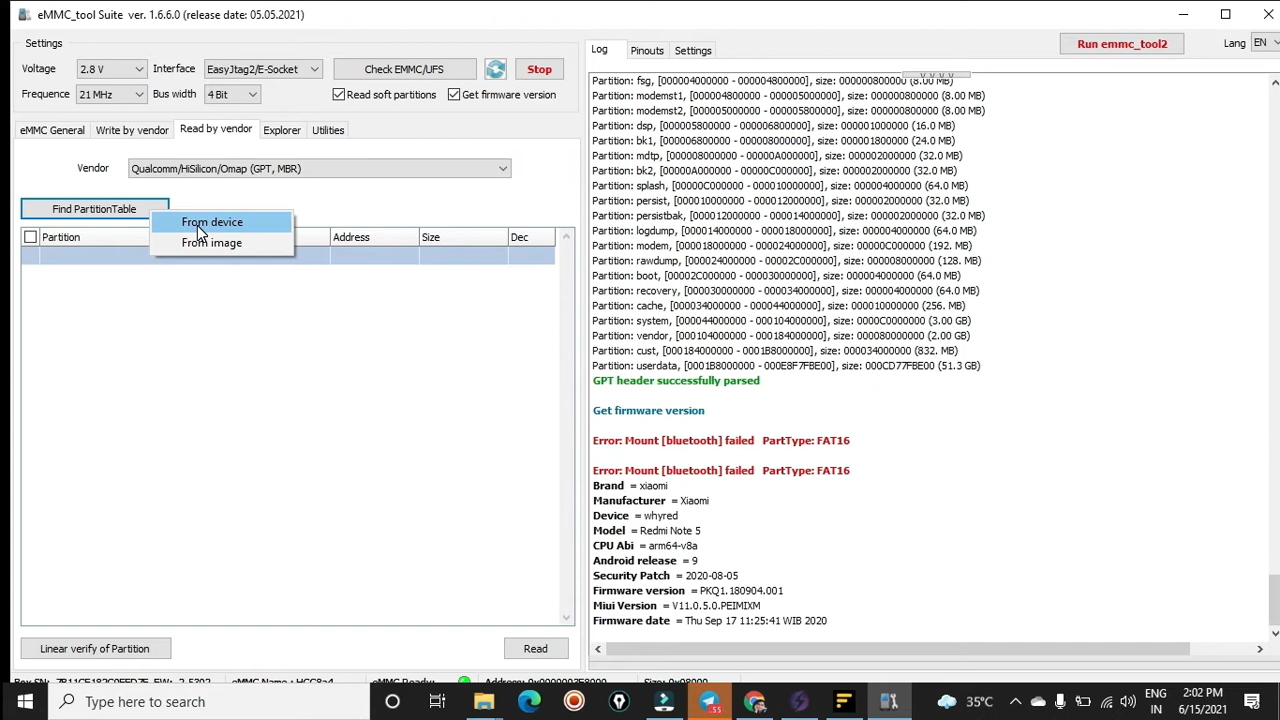 eMMC_tool Suite ver. 1.6.6.0 (release date: 05.05.2021)
Settings
Voltage 2.8 V Interface EasyJtag2/E-Socket Check EMMC/UFS Stop
Frequency 21 MHz Bus width 4 Bit Read soft partitions Get firmware version
eMMC General Write by vendor Read by vendor Explorer Utilities
Vendor Qualcomm/HiSilicon/Omap (GPT, MBR)
Find PartitionTable
From device
From image
Partition Address Size Dec
Linear verify of Partition Read
Log Pinouts Settings Run emmc_tool2 Lang EN
Partition: fsg, [000004000000 - 000004800000], size: 000000800000 (8.00 MB)
Partition: modemst1, [000004800000 - 000005000000], size: 000000800000 (8.00 MB)
Partition: modemst2, [000005000000 - 000005800000], size: 000000800000 (8.00 MB)
Partition: dsp, [000005800000 - 000006800000], size: 000001000000 (16.0 MB)
Partition: bk1, [000006800000 - 000008000000], size: 000001800000 (24.0 MB)
Partition: mdtp, [000008000000 - 00000A000000], size: 000002000000 (32.0 MB)
Partition: bk2, [00000A000000 - 00000C000000], size: 000002000000 (32.0 MB)
Partition: splash, [00000C000000 - 000010000000], size: 000004000000 (64.0 MB)
Partition: persist, [000010000000 - 000012000000], size: 000002000000 (32.0 MB)
Partition: persistbak, [000012000000 - 000014000000], size: 000002000000 (32.0 MB)
Partition: logdump, [000014000000 - 000018000000], size: 000004000000 (64.0 MB)
Partition: modem, [000018000000 - 000024000000], size: 00000C000000 (192. MB)
Partition: rawdump, [000024000000 - 00002C000000], size: 000008000000 (128. MB)
Partition: boot, [00002C000000 - 000030000000], size: 000004000000 (64.0 MB)
Partition: recovery, [000030000000 - 000034000000], size: 000004000000 (64.0 MB)
Partition: cache, [000034000000 - 000044000000], size: 000010000000 (256. MB)
Partition: system, [000044000000 - 000104000000], size: 0000C0000000 (3.00 GB)
Partition: vendor, [000104000000 - 000184000000], size: 000080000000 (2.00 GB)
Partition: cust, [000184000000 - 0001B8000000], size: 000034000000 (832. MB)
Partition: userdata, [0001B8000000 - 000E8F7FBE00], size: 000CD77FBE00 (51.3 GB)
GPT header successfully parsed
Get firmware version
Error: Mount [bluetooth] failed PartType: FAT16
Error: Mount [bluetooth] failed PartType: FAT16
Brand = xiaomi
Manufacturer = Xiaomi
Device = whyred
Model = Redmi Note 5
CPU Abi = arm64-v8a
Android release = 9
Security Patch = 2020-08-05
Firmware version = PKQ1.180904.001
Miui Version = V11.0.5.0.PEIMIXM
Firmware date = Thu Sep 17 11:25:41 WIB 2020
Type here to search 55 35°C ENG IN 2:02 PM 6/15/2021